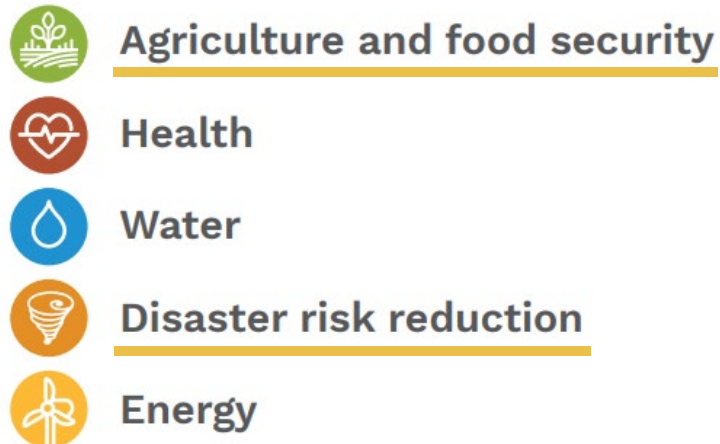 Agriculture and food security
Health
Water
Disaster risk reduction
Energy